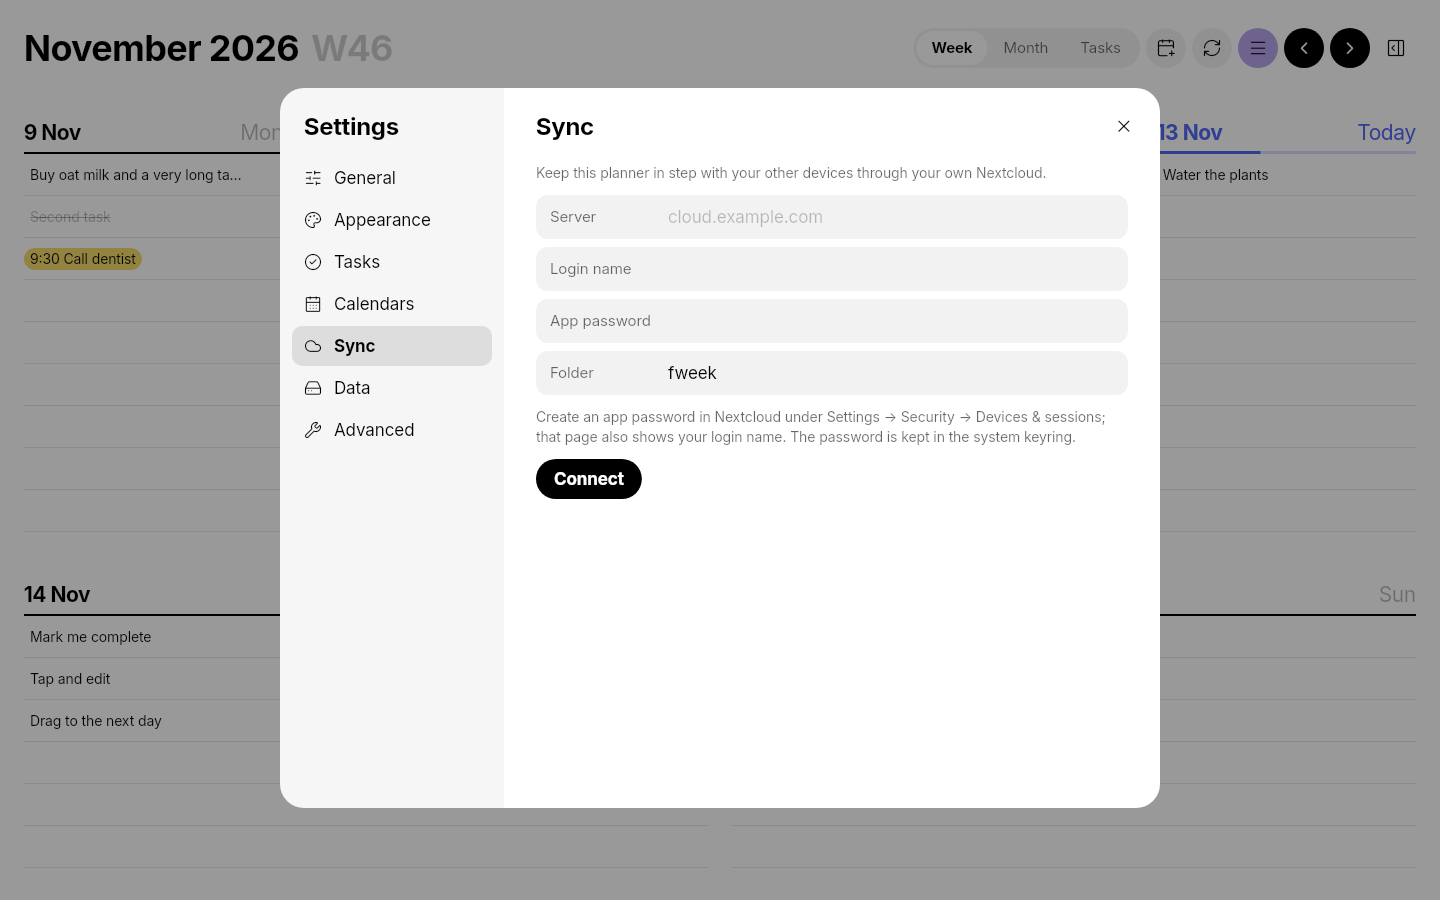 November 2026 W46
Week Month Tasks
9 Nov Mon
13 Nov Today
Buy oat milk and a very long ta...
Water the plants
Second task
9:30 Call dentist
14 Nov
Sun
Mark me complete
Tap and edit
Drag to the next day
Settings
General
Appearance
Tasks
Calendars
Sync
Data
Advanced
Sync
Keep this planner in step with your other devices through your own Nextcloud.
Server cloud.example.com
Login name
App password
Folder fweek
Create an app password in Nextcloud under Settings → Security → Devices & sessions;
that page also shows your login name. The password is kept in the system keyring.
Connect